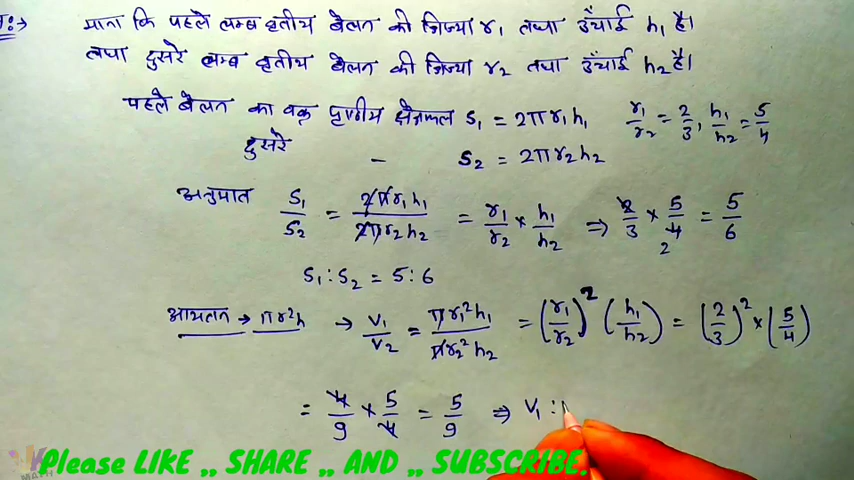 :→ माना कि पहले लम्ब वृतीय बेलन की त्रिज्या r₁ तथा ऊँचाई h₁ है।
तथा दुसरे लम्ब वृतीय बेलन की त्रिज्या r₂ तथा ऊँचाई h₂ है।
पहले बेलन का वक्र पृष्ठीय क्षेत्रफल S₁ = 2πr₁h₁ r₁/r₂ = 2/3, h₁/h₂ = 5/4
दुसरे – S₂ = 2πr₂h₂
अनुपात S₁/S₂ = 2πr₁h₁/2πr₂h₂ = r₁/r₂ × h₁/h₂ ⇒ 2/3 × 5/4 2 = 5/6
S₁ : S₂ = 5 : 6
आयतन → πr²h → V₁/V₂ = πr₁²h₁/πr₂²h₂ = (r₁/r₂)² (h₁/h₂) = (2/3)² × (5/4)
= 4/9 × 5/4 = 5/9 ⇒ V₁ :
Please LIKE ,, SHARE ,, AND ,, SUBSCRIBE.
MATH